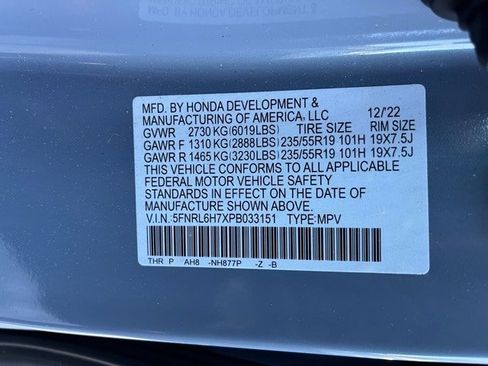 MFD. BY HONDA DEVELOPMENT &
MANUFACTURING OF AMERICA, LLC 12/'22
GVWR 2730 KG(6019LBS) TIRE SIZE RIM SIZE
GAWR F 1310 KG(2888LBS) 235/55R19 101H 19X7.5J
GAWR R 1465 KG(3230LBS) 235/55R19 101H 19X7.5J
THIS VEHICLE CONFORMS TO ALL APPLICABLE
FEDERAL MOTOR VEHICLE SAFETY
STANDARDS IN EFFECT ON THE DATE OF
MANUFACTURE SHOWN ABOVE.
V.I.N.:5FNRL6H7XPB033151 TYPE:MPV
THR P AH8 -NH877P -Z -B